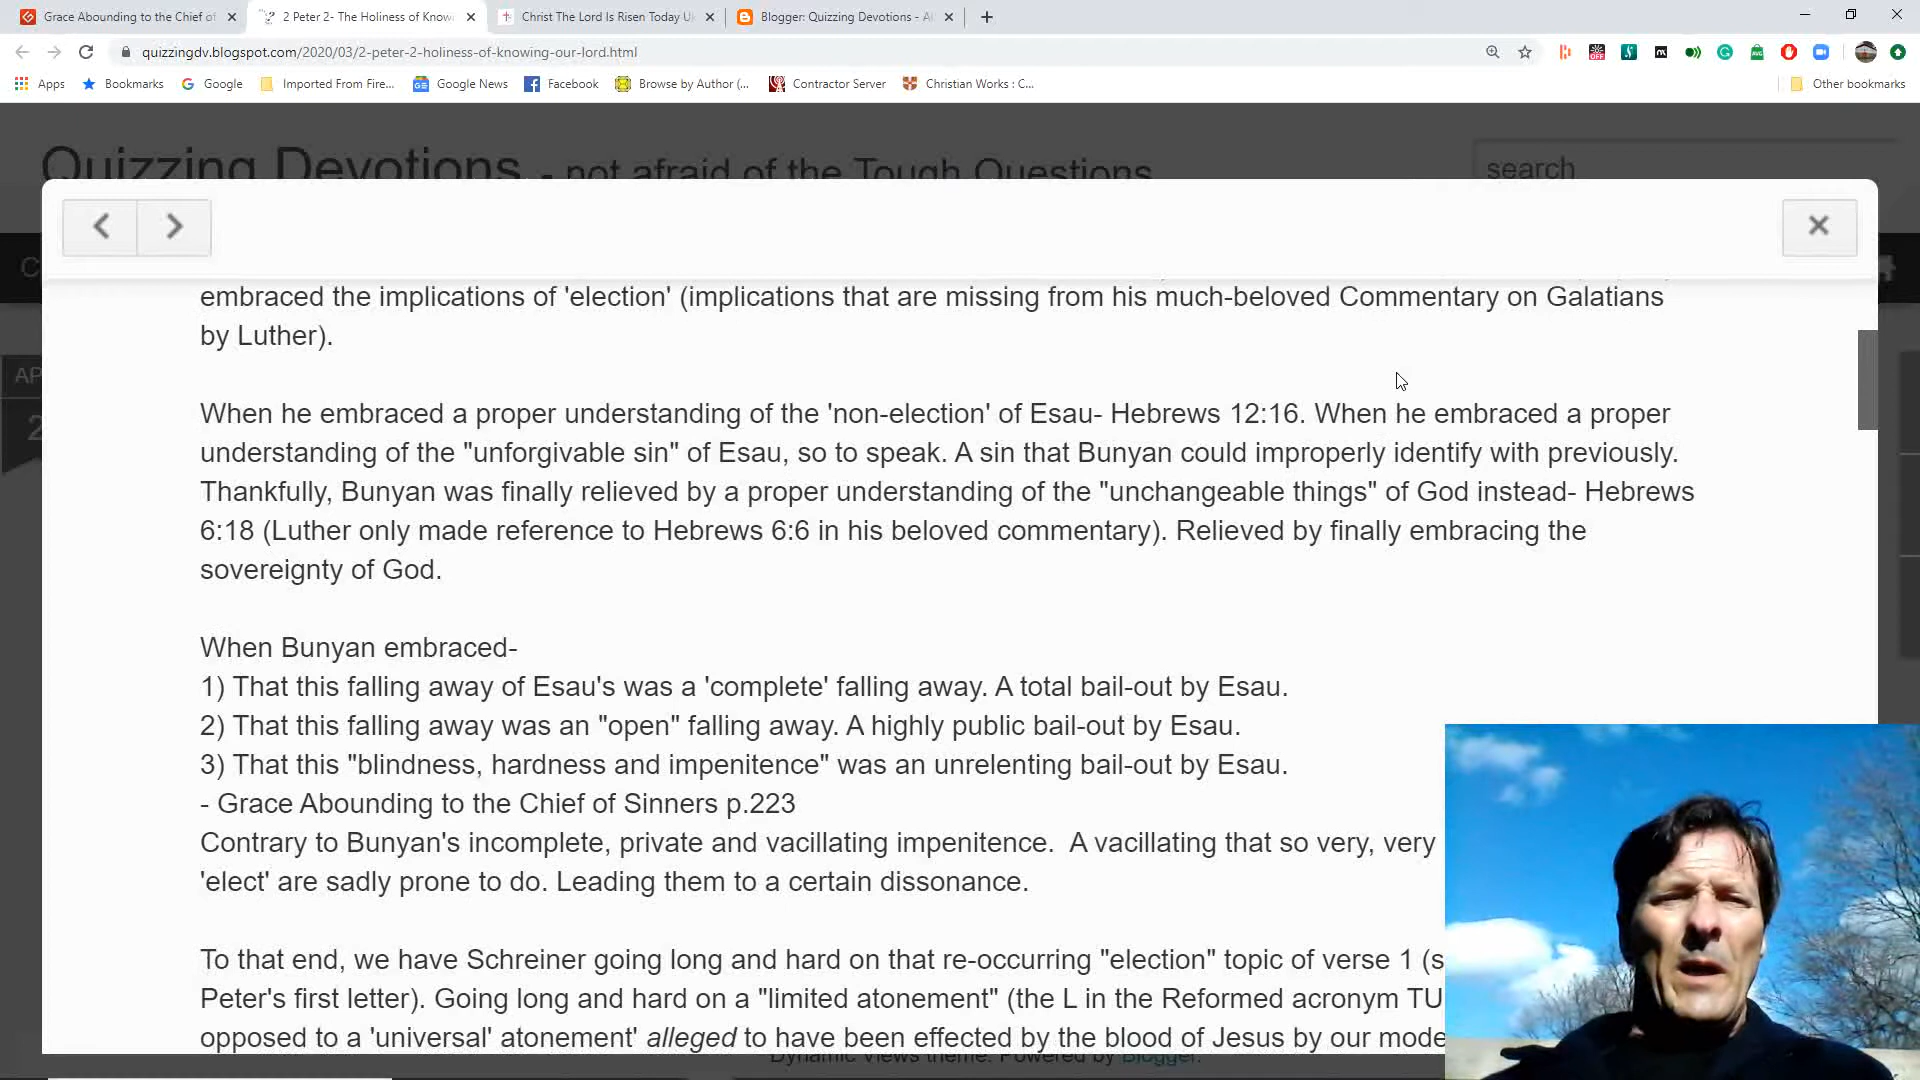 Grace Abounding to the Chief of
2 Peter 2- The Holiness of Know
Christ The Lord Is Risen Today U
Blogger: Quizzing Devotions - Al
quizzingdv.blogspot.com/2020/03/2-peter-2-holiness-of-knowing-our-lord.html
Apps
Bookmarks
Google
Imported From Fire...
Google News
Facebook
Browse by Author (...
Contractor Server
Christian Works : C...
Other bookmarks
Quizzing Devotions - not afraid of the Tough Questions
search
embraced the implications of 'election' (implications that are missing from his much-beloved Commentary on Galatians
by Luther).
When he embraced a proper understanding of the 'non-election' of Esau- Hebrews 12:16. When he embraced a proper
understanding of the "unforgivable sin" of Esau, so to speak. A sin that Bunyan could improperly identify with previously.
Thankfully, Bunyan was finally relieved by a proper understanding of the "unchangeable things" of God instead- Hebrews
6:18 (Luther only made reference to Hebrews 6:6 in his beloved commentary). Relieved by finally embracing the
sovereignty of God.
When Bunyan embraced-
1) That this falling away of Esau's was a 'complete' falling away. A total bail-out by Esau.
2) That this falling away was an "open" falling away. A highly public bail-out by Esau.
3) That this "blindness, hardness and impenitence" was an unrelenting bail-out by Esau.
- Grace Abounding to the Chief of Sinners p.223
Contrary to Bunyan's incomplete, private and vacillating impenitence.  A vacillating that so very, very
'elect' are sadly prone to do. Leading them to a certain dissonance.
To that end, we have Schreiner going long and hard on that re-occurring "election" topic of verse 1 (s
Peter's first letter). Going long and hard on a "limited atonement" (the L in the Reformed acronym TU
opposed to a 'universal' atonement' alleged to have been effected by the blood of Jesus by our mode
Dynamic Views theme. Powered by Blogger.